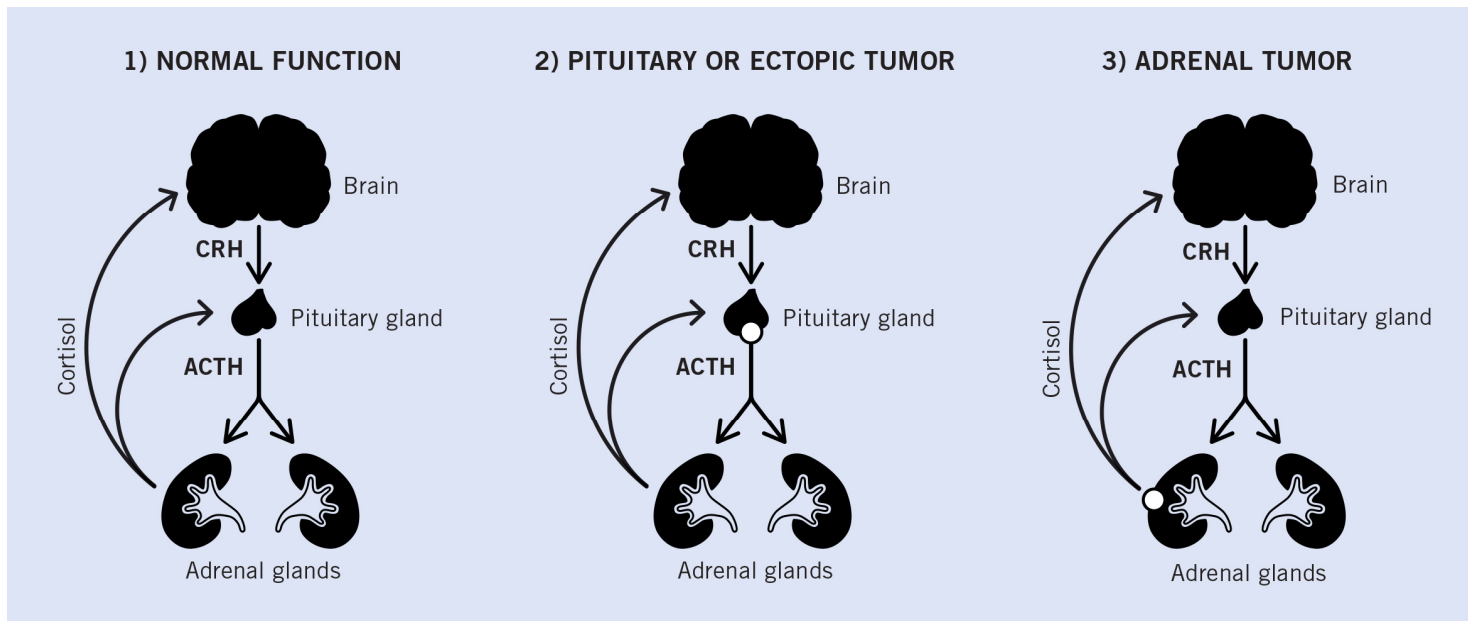 1) NORMAL FUNCTION
Brain
CRH
Pituitary gland
Cortisol
ACTH
Adrenal glands
2) PITUITARY OR ECTOPIC TUMOR
Brain
CRH
Pituitary gland
Cortisol
ACTH
Adrenal glands
3) ADRENAL TUMOR
Brain
CRH
Pituitary gland
Cortisol
ACTH
Adrenal glands